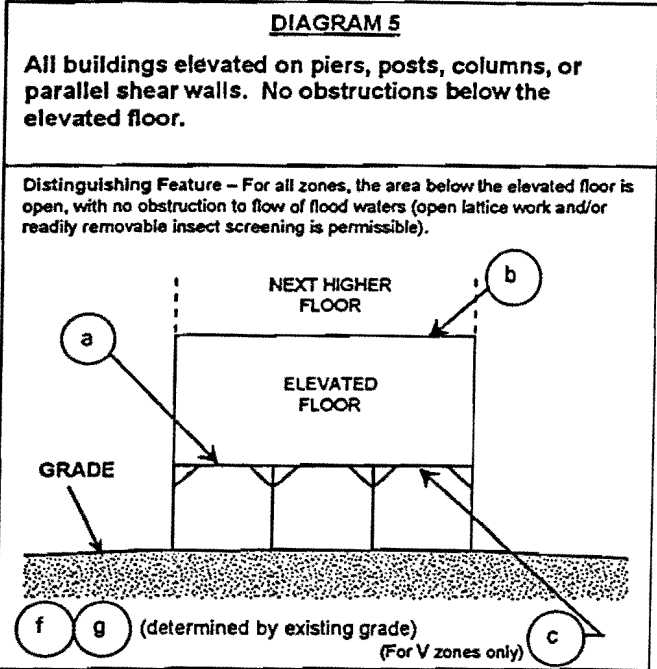 DIAGRAM 5
All buildings elevated on piers, posts, columns, or
parallel shear walls. No obstructions below the
elevated floor.
Distinguishing Feature – For all zones, the area below the elevated floor is
open, with no obstruction to flow of flood waters (open lattice work and/or
readily removable insect screening is permissible).
b
NEXT HIGHER
FLOOR
a
ELEVATED
FLOOR
GRADE
f g (determined by existing grade)
(For V zones only) c